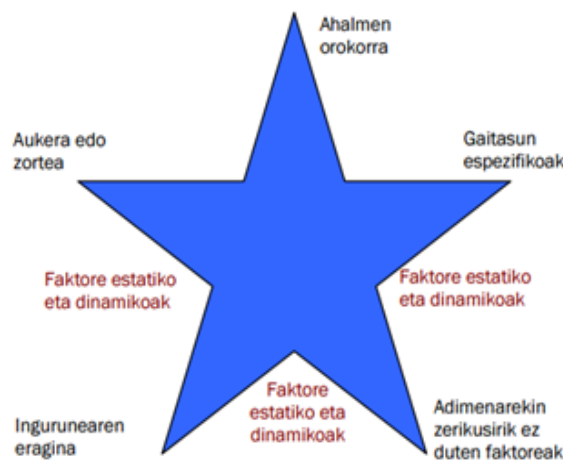 Ahalmen
orokorra
Aukera edo
zortea
Gaitasun
espezifikoak
Faktore estatiko
eta dinamikoak
Faktore estatiko
eta dinamikoak
Faktore
estatiko eta
dinamikoak
Ingurunearen
eragina
Adimenarekin
zerikusirik ez
duten faktoreak